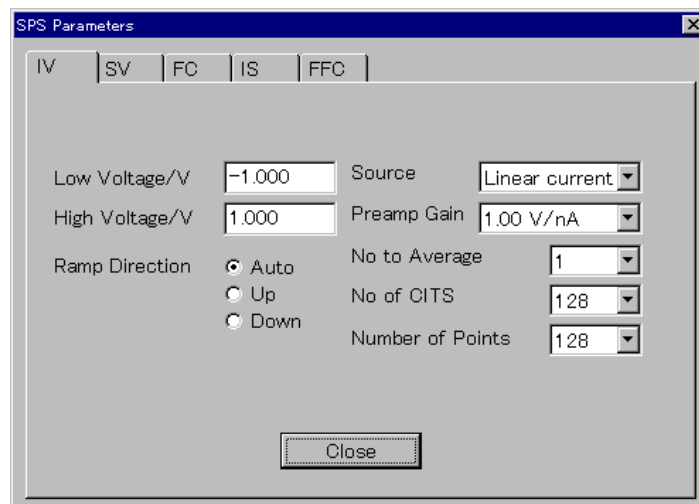 SPS Parameters
IV SV FC IS FFC
Low Voltage/V -1.000 Source Linear current
High Voltage/V 1.000 Preamp Gain 1.00 V/nA
Ramp Direction Auto No to Average 1
Up No of CITS 128
Down
Number of Points 128
Close